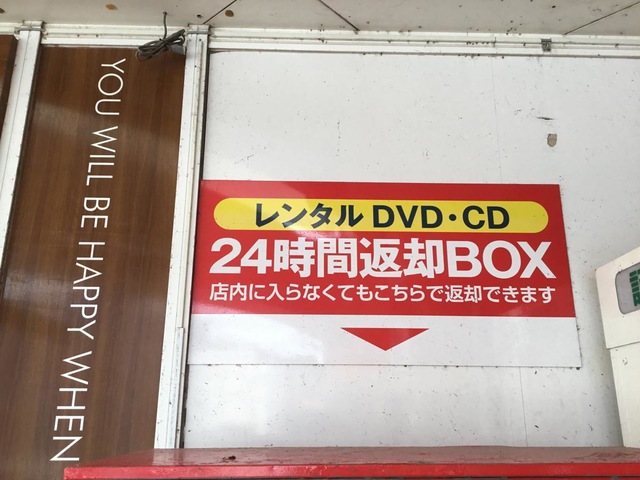 YOU WILL BE HAPPY WHEN
レンタル DVD・CD
24時間返却BOX
店内に入らなくてもこちらで返却できます